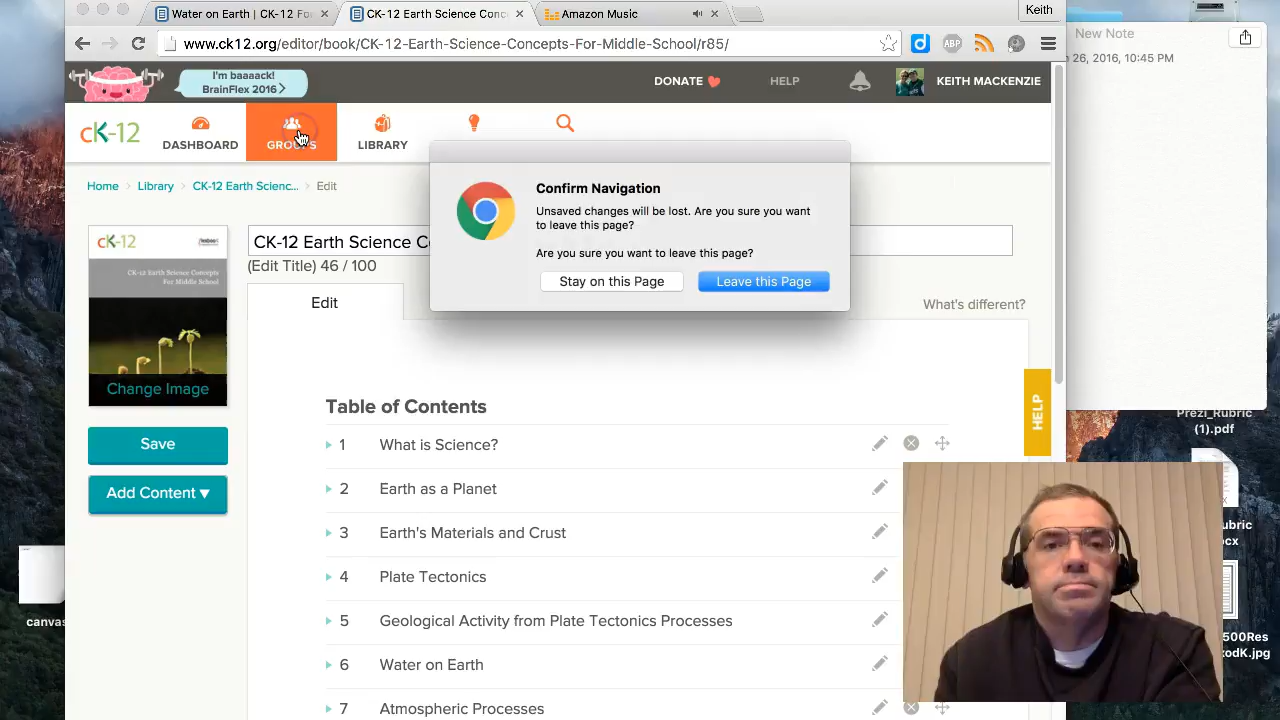 Water on Earth | CK-12 Fo
CK-12 Earth Science Co
Amazon Music
Keith
www.ck12.org/editor/book/CK-12-Earth-Science-Concepts-For-Middle-School/r85/
New Note
26, 2016, 10:45 PM
I'm baaaack!
BrainFlex 2016
DONATE
HELP
KEITH MACKENZIE
cK-12
DASHBOARD
GROUPS
LIBRARY
Home
Library
CK-12 Earth Scienc...
Edit
Confirm Navigation
Unsaved changes will be lost. Are you sure you want
to leave this page?
Are you sure you want to leave this page?
Stay on this Page
Leave this Page
cK-12
CK-12 Earth Science Concepts
For Middle School
Change Image
CK-12 Earth Science C
(Edit Title) 46 / 100
Edit
What's different?
Save
Add Content
Table of Contents
1 What is Science?
2 Earth as a Planet
3 Earth's Materials and Crust
4 Plate Tectonics
5 Geological Activity from Plate Tectonics Processes
6 Water on Earth
7 Atmospheric Processes
HELP
Prezi_Rubric
(1).pdf
canvas